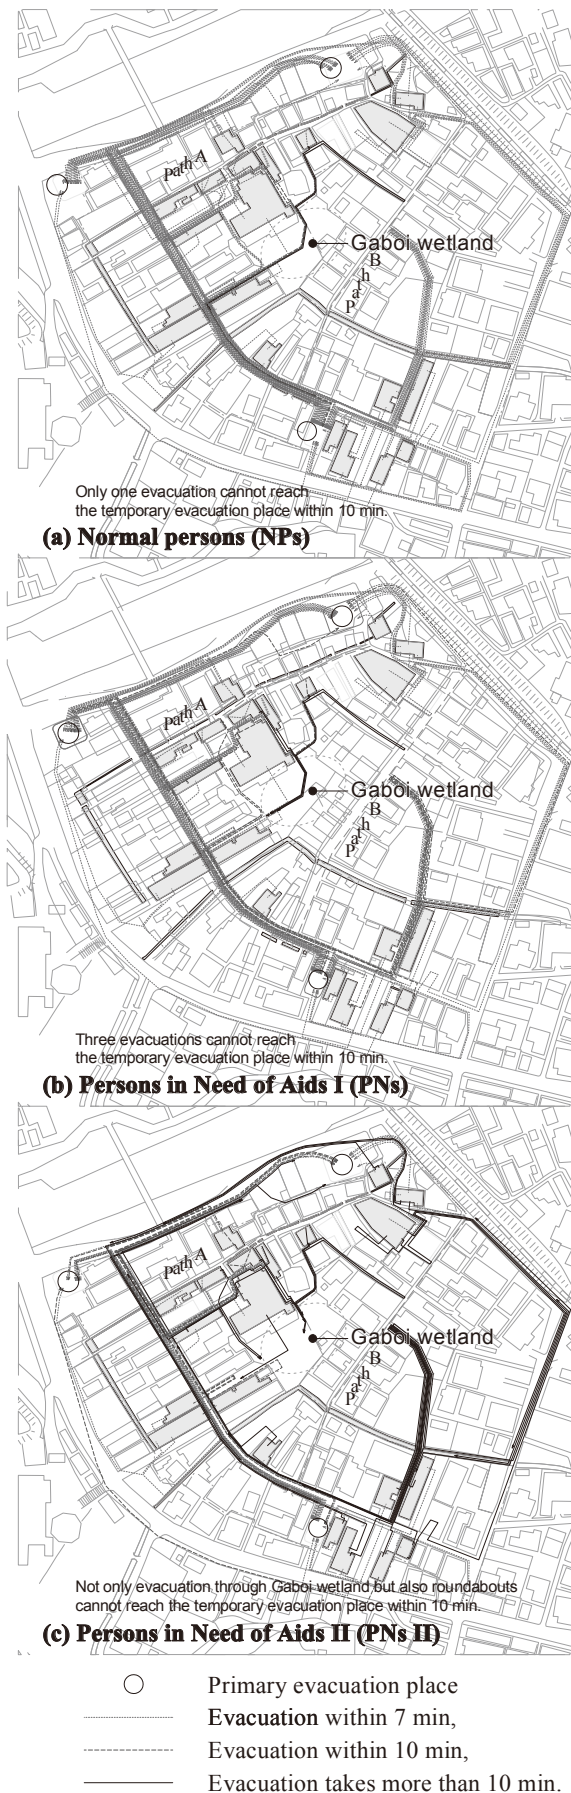 Path A
Gaboi wetland
Path B
Only one evacuation cannot reach
the temporary evacuation place within 10 min.
(a) Normal persons (NPs)
Path A
Gaboi wetland
Path B
Three evacuations cannot reach
the temporary evacuation place within 10 min.
(b) Persons in Need of Aids I (PNs)
Path A
Gaboi wetland
Path B
Not only evacuation through Gaboi wetland but also roundabouts
cannot reach the temporary evacuation place within 10 min.
(c) Persons in Need of Aids II (PNs II)
Primary evacuation place
Evacuation within 7 min,
Evacuation within 10 min,
Evacuation takes more than 10 min.